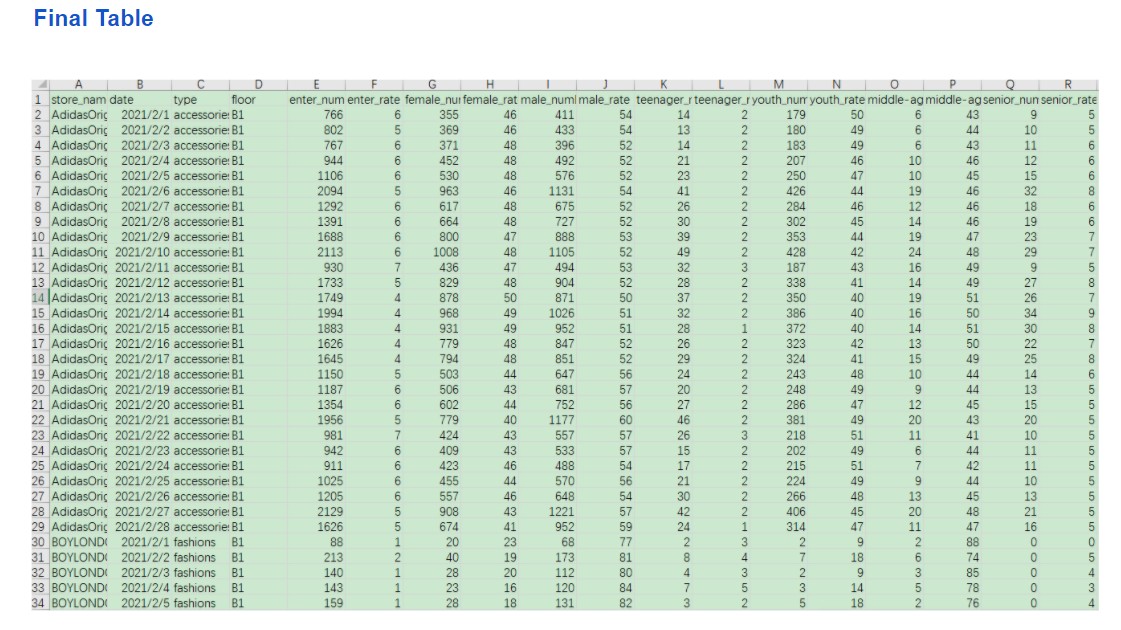 Final Table
A B C D E F G H I J K L M N O P Q R
1 store_nam date type floor enter_num enter_rate female_nu female_rat male_num male_rate teenager_r teenager_r youth_num youth_rate middle-ag middle-ag senior_nun senior_rate
2 AdidasOrig 2021/2/1 accessorie B1 766 6 355 46 411 54 14 2 179 50 6 43 9 5
3 AdidasOrig 2021/2/2 accessorie B1 802 5 369 46 433 54 13 2 180 49 6 44 10 5
4 AdidasOrig 2021/2/3 accessorie B1 767 6 371 48 396 52 14 2 183 49 6 43 11 6
5 AdidasOrig 2021/2/4 accessorie B1 944 6 452 48 492 52 21 2 207 46 10 46 12 6
6 AdidasOrig 2021/2/5 accessorie B1 1106 6 530 48 576 52 23 2 250 47 10 45 15 6
7 AdidasOrig 2021/2/6 accessorie B1 2094 5 963 46 1131 54 41 2 426 44 19 46 32 8
8 AdidasOrig 2021/2/7 accessorie B1 1292 6 617 48 675 52 26 2 284 46 12 46 18 6
9 AdidasOrig 2021/2/8 accessorie B1 1391 6 664 48 727 52 30 2 302 45 14 46 19 6
10 AdidasOrig 2021/2/9 accessorie B1 1688 6 800 47 888 53 39 2 353 44 19 47 23 7
11 AdidasOrig 2021/2/10 accessorie B1 2113 6 1008 48 1105 52 49 2 428 42 24 48 29 7
12 AdidasOrig 2021/2/11 accessorie B1 930 7 436 47 494 53 32 3 187 43 16 49 9 5
13 AdidasOrig 2021/2/12 accessorie B1 1733 5 829 48 904 52 28 2 338 41 14 49 27 8
14 AdidasOrig 2021/2/13 accessorie B1 1749 4 878 50 871 50 37 2 350 40 19 51 26 7
15 AdidasOrig 2021/2/14 accessorie B1 1994 4 968 49 1026 51 32 2 386 40 16 50 34 9
16 AdidasOrig 2021/2/15 accessorie B1 1883 4 931 49 952 51 28 1 372 40 14 51 30 8
17 AdidasOrig 2021/2/16 accessorie B1 1626 4 779 48 847 52 26 2 323 42 13 50 22 7
18 AdidasOrig 2021/2/17 accessorie B1 1645 4 794 48 851 52 29 2 324 41 15 49 25 8
19 AdidasOrig 2021/2/18 accessorie B1 1150 5 503 44 647 56 24 2 243 48 10 44 14 6
20 AdidasOrig 2021/2/19 accessorie B1 1187 6 506 43 681 57 20 2 248 49 9 44 13 5
21 AdidasOrig 2021/2/20 accessorie B1 1354 6 602 44 752 56 27 2 286 47 12 45 15 5
22 AdidasOrig 2021/2/21 accessorie B1 1956 5 779 40 1177 60 46 2 381 49 20 43 20 5
23 AdidasOrig 2021/2/22 accessorie B1 981 7 424 43 557 57 26 3 218 51 11 41 10 5
24 AdidasOrig 2021/2/23 accessorie B1 942 6 409 43 533 57 15 2 202 49 6 44 11 5
25 AdidasOrig 2021/2/24 accessorie B1 911 6 423 46 488 54 17 2 215 51 7 42 11 5
26 AdidasOrig 2021/2/25 accessorie B1 1025 6 455 44 570 56 21 2 224 49 9 44 10 5
27 AdidasOrig 2021/2/26 accessorie B1 1205 6 557 46 648 54 30 2 266 48 13 45 13 5
28 AdidasOrig 2021/2/27 accessorie B1 2129 5 908 43 1221 57 42 2 406 45 20 48 21 5
29 AdidasOrig 2021/2/28 accessorie B1 1626 5 674 41 952 59 24 1 314 47 11 47 16 5
30 BOYLOND 2021/2/1 fashions B1 88 1 20 23 68 77 2 3 2 9 2 88 0 0
31 BOYLOND 2021/2/2 fashions B1 213 2 40 19 173 81 8 4 7 18 6 74 0 5
32 BOYLOND 2021/2/3 fashions B1 140 1 28 20 112 80 4 3 2 9 3 85 0 4
33 BOYLOND 2021/2/4 fashions B1 143 1 23 16 120 84 7 5 3 14 5 78 0 3
34 BOYLOND 2021/2/5 fashions B1 159 1 28 18 131 82 3 2 5 18 2 76 0 4